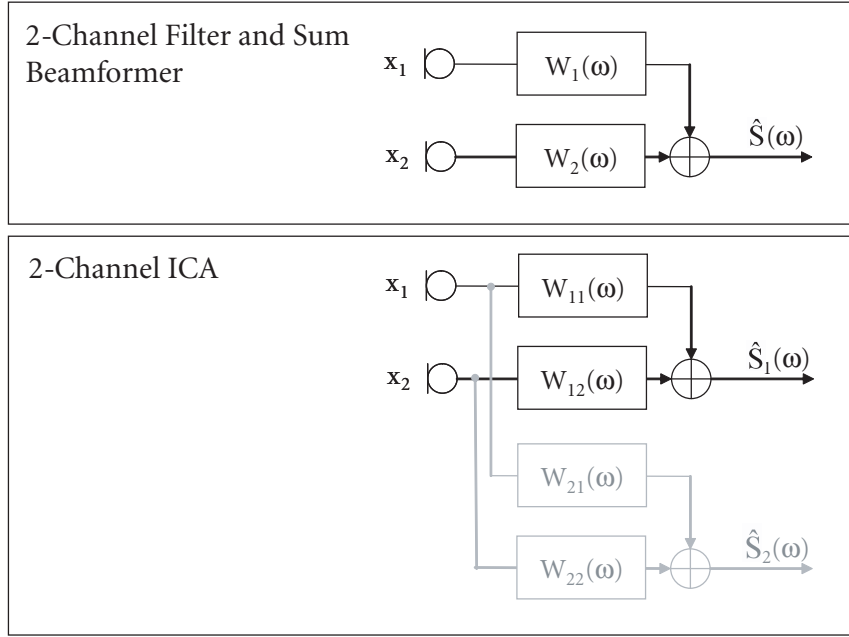 2-Channel Filter and Sum
Beamformer
x₁
W₁(ω)
x₂
W₂(ω)
Ŝ(ω)
2-Channel ICA
x₁
W₁₁(ω)
x₂
W₁₂(ω)
Ŝ₁(ω)
W₂₁(ω)
W₂₂(ω)
Ŝ₂(ω)